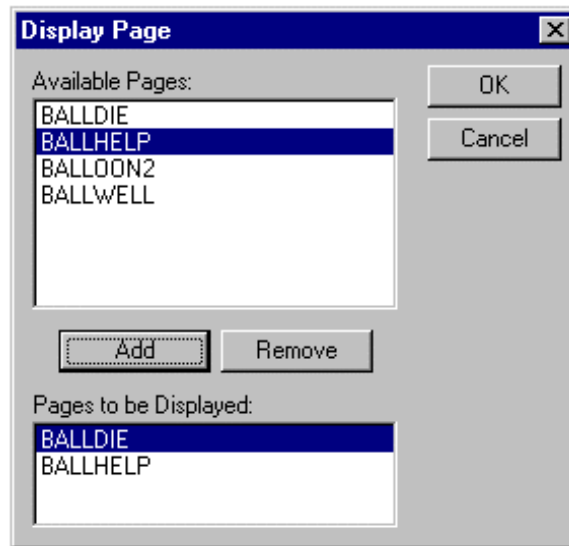 Display Page
Available Pages:
OK
BALLDIE
BALLHELP
Cancel
BALLOON2
BALLWELL
Add Remove
Pages to be Displayed:
BALLDIE
BALLHELP